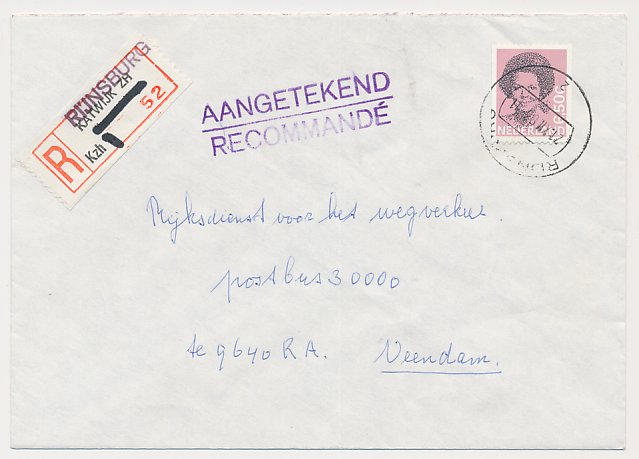 RIJNSBURG
KATWIJK ZH
Kzh
R
52
AANGETEKEND
RECOMMANDÉ
NEDERLAND
Rijksdienst voor het wegverkeer.
postbus 30000
te 9640 RA. Veendam.